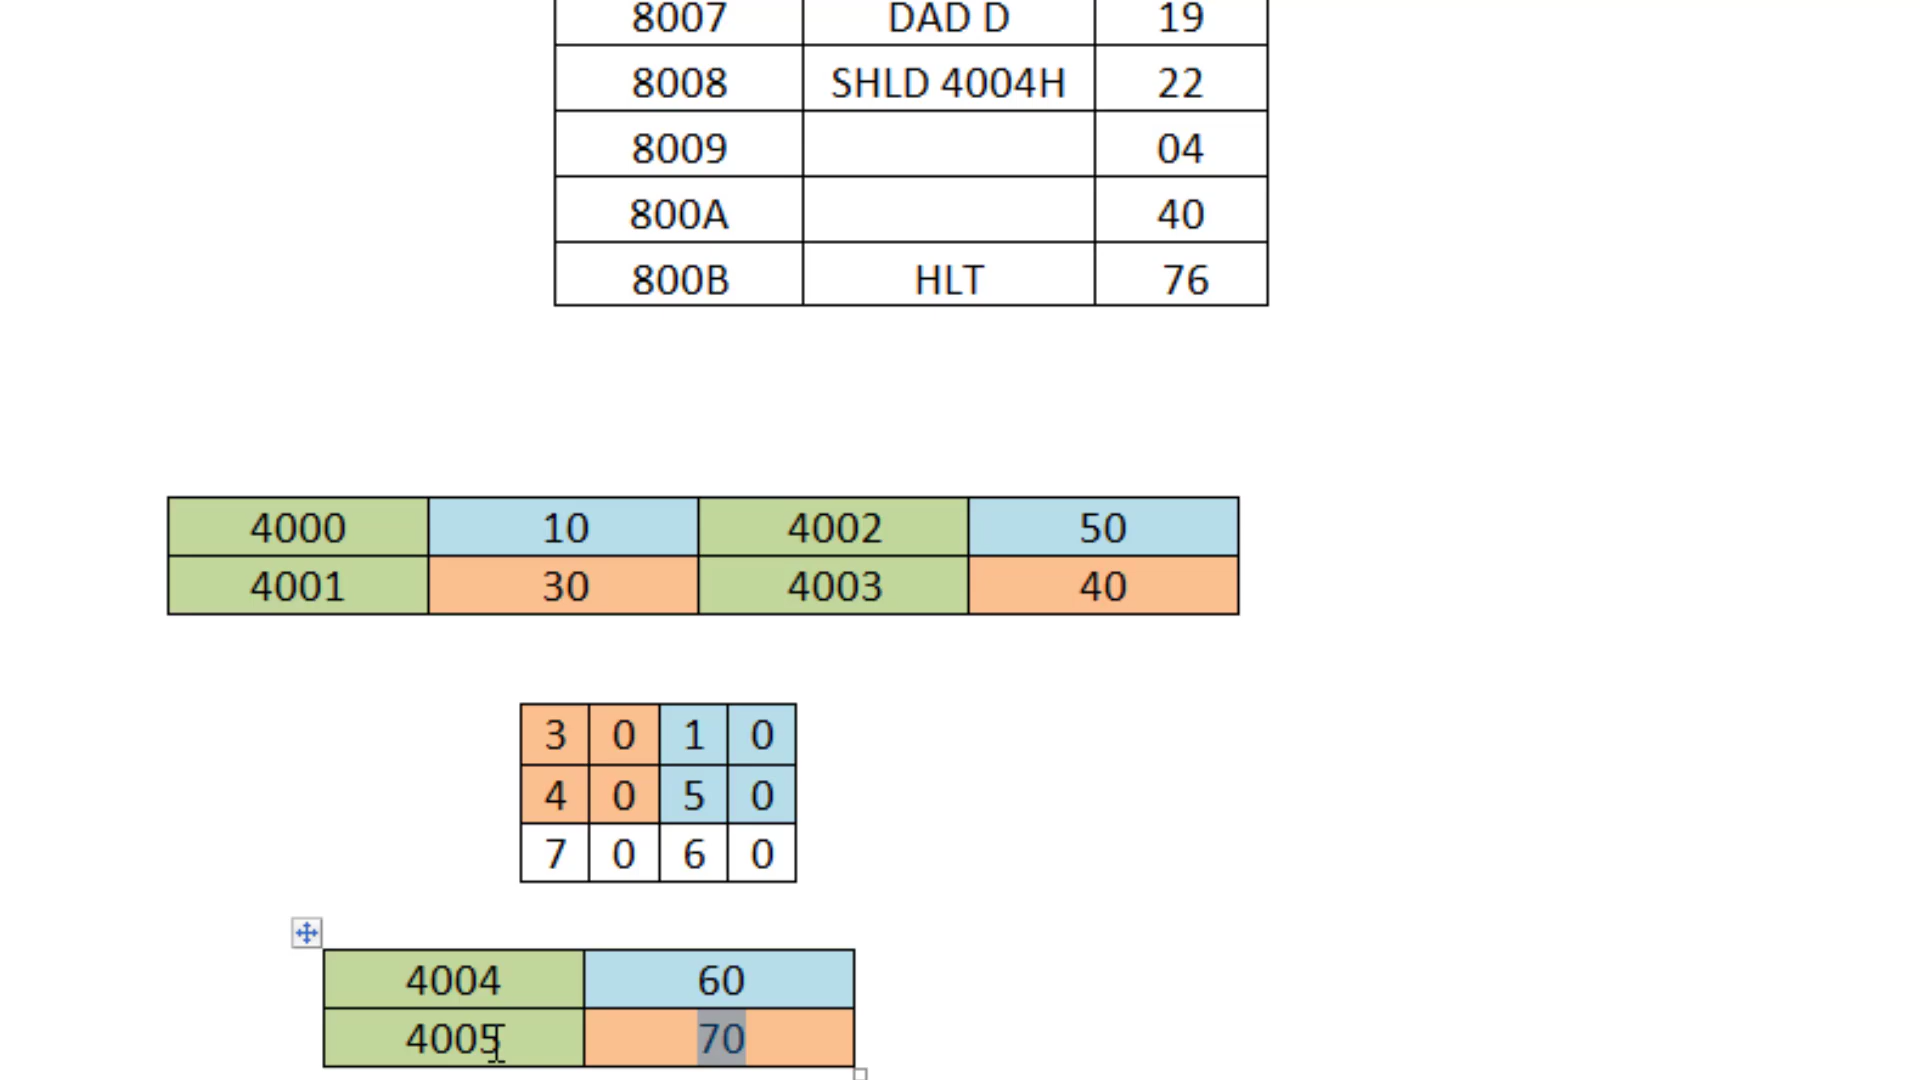 8007 DAD D 19
8008 SHLD 4004H 22
8009 04
800A 40
800B HLT 76
4000 10 4002 50
4001 30 4003 40
3 0 1 0
4 0 5 0
7 0 6 0
4004 60
4005 70